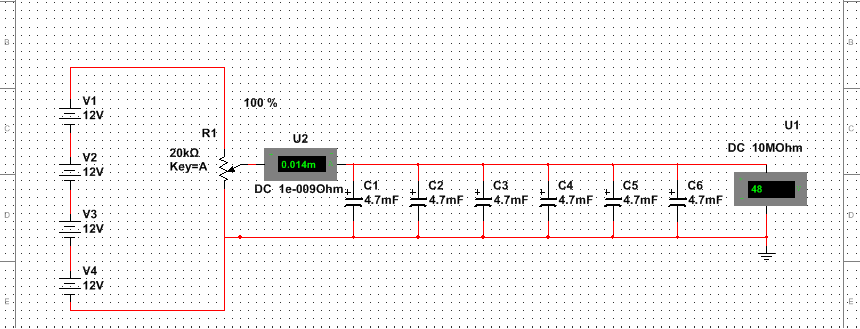 B
B
V1
12V
100 %
C
C
R1
U2
U1
20kΩ
Key=A
0.014m
DC 10MOhm
V2
12V
DC 1e-009Ohm
C1
4.7mF
C2
4.7mF
C3
4.7mF
C4
4.7mF
C5
4.7mF
C6
4.7mF
48
V3
12V
D
D
V4
12V
E
E